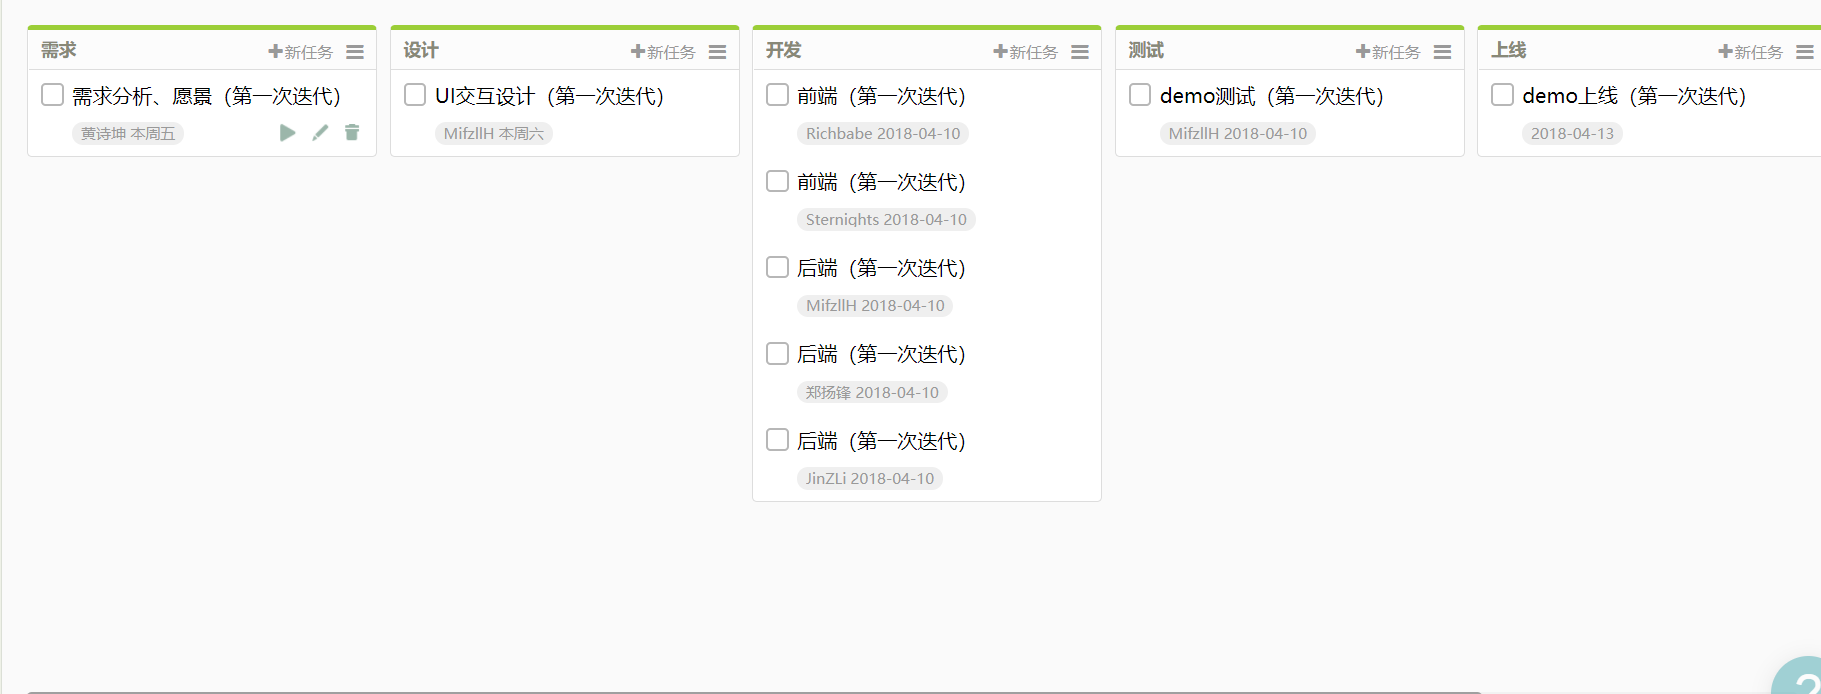 需求
新任务
需求分析、愿景（第一次迭代）
黄诗坤 本周五
设计
新任务
UI交互设计（第一次迭代）
MifzllH 本周六
开发
新任务
前端（第一次迭代）
Richbabe 2018-04-10
前端（第一次迭代）
Sternights 2018-04-10
后端（第一次迭代）
MifzllH 2018-04-10
后端（第一次迭代）
郑扬锋 2018-04-10
后端（第一次迭代）
JinZLi 2018-04-10
测试
新任务
demo测试（第一次迭代）
MifzllH 2018-04-10
上线
新任务
demo上线（第一次迭代）
2018-04-13
?